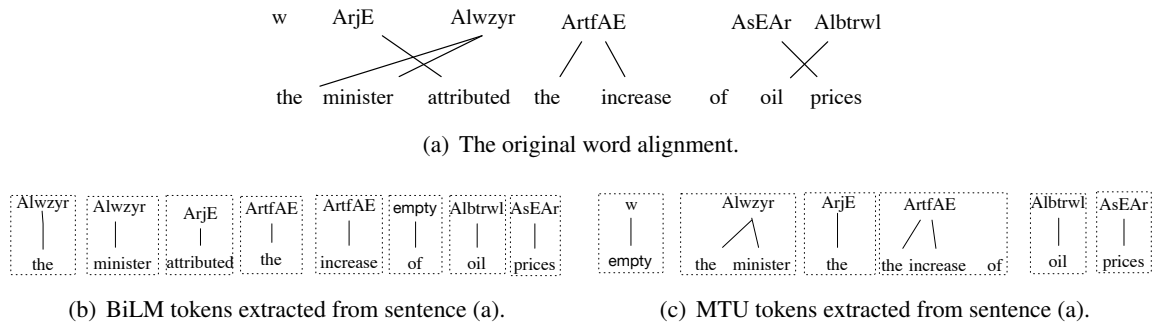 w ArjE Alwzyr ArtfAE AsEAr Albtrwl
the minister attributed the increase of oil prices
(a) The original word alignment.
Alwzyr Alwzyr ArjE ArtfAE ArtfAE empty Albtrwl AsEAr
the minister attributed the increase of oil prices
(b) BiLM tokens extracted from sentence (a).
w Alwzyr ArjE ArtfAE Albtrwl AsEAr
empty the minister the the increase of oil prices
(c) MTU tokens extracted from sentence (a).